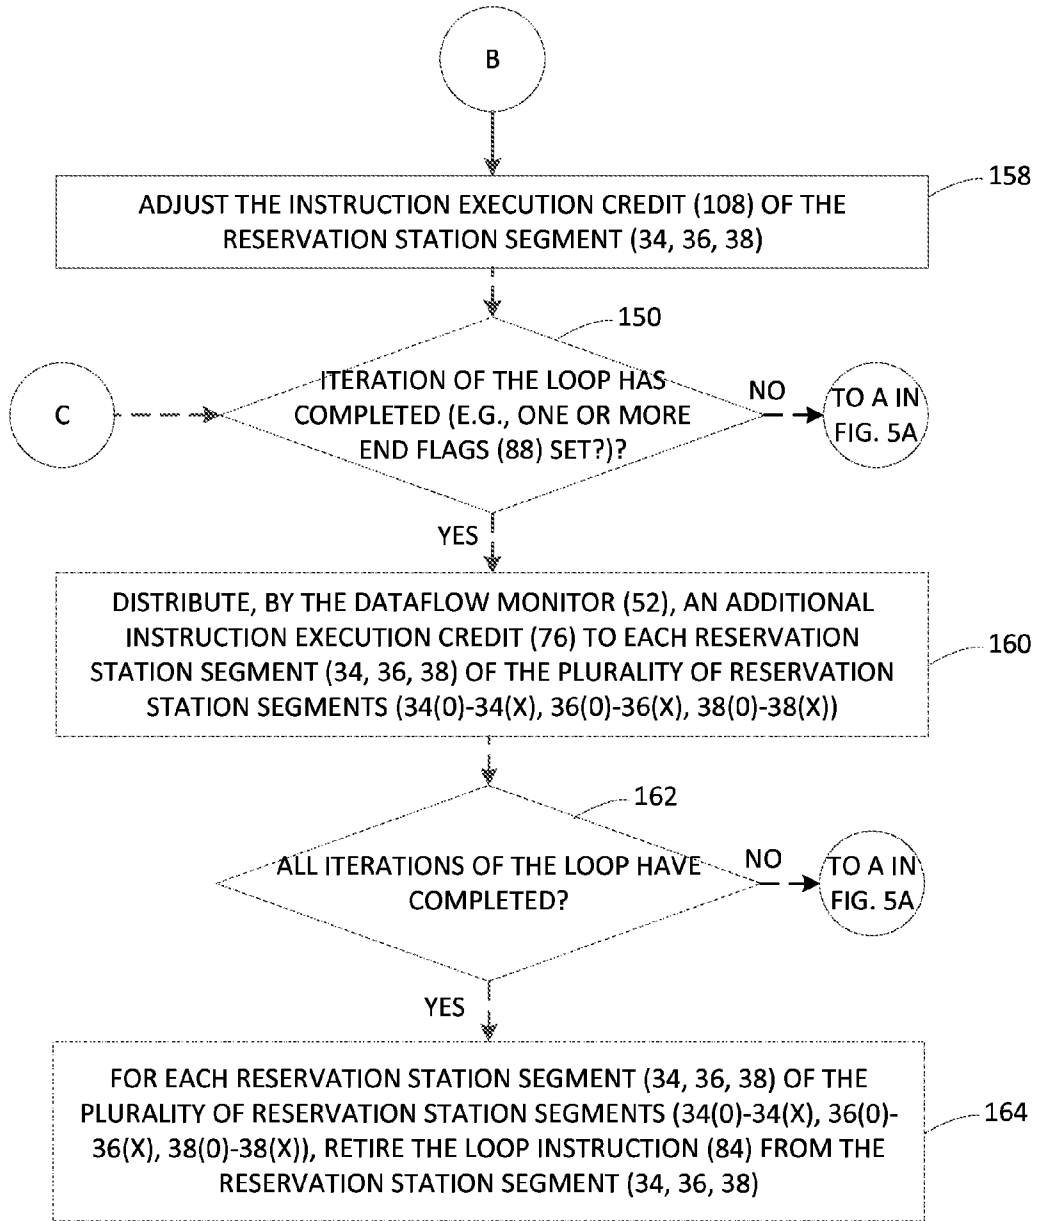 B
158
ADJUST THE INSTRUCTION EXECUTION CREDIT (108) OF THE
RESERVATION STATION SEGMENT (34, 36, 38)
150
ITERATION OF THE LOOP HAS
COMPLETED (E.G., ONE OR MORE
END FLAGS (88) SET?)?
C
NO
TO A IN
FIG. 5A
YES
DISTRIBUTE, BY THE DATAFLOW MONITOR (52), AN ADDITIONAL
INSTRUCTION EXECUTION CREDIT (76) TO EACH RESERVATION
STATION SEGMENT (34, 36, 38) OF THE PLURALITY OF RESERVATION
STATION SEGMENTS (34(0)-34(X), 36(0)-36(X), 38(0)-38(X))
160
162
ALL ITERATIONS OF THE LOOP HAVE
COMPLETED?
NO
TO A IN
FIG. 5A
YES
FOR EACH RESERVATION STATION SEGMENT (34, 36, 38) OF THE
PLURALITY OF RESERVATION STATION SEGMENTS (34(0)-34(X), 36(0)-
36(X), 38(0)-38(X)), RETIRE THE LOOP INSTRUCTION (84) FROM THE
RESERVATION STATION SEGMENT (34, 36, 38)
164